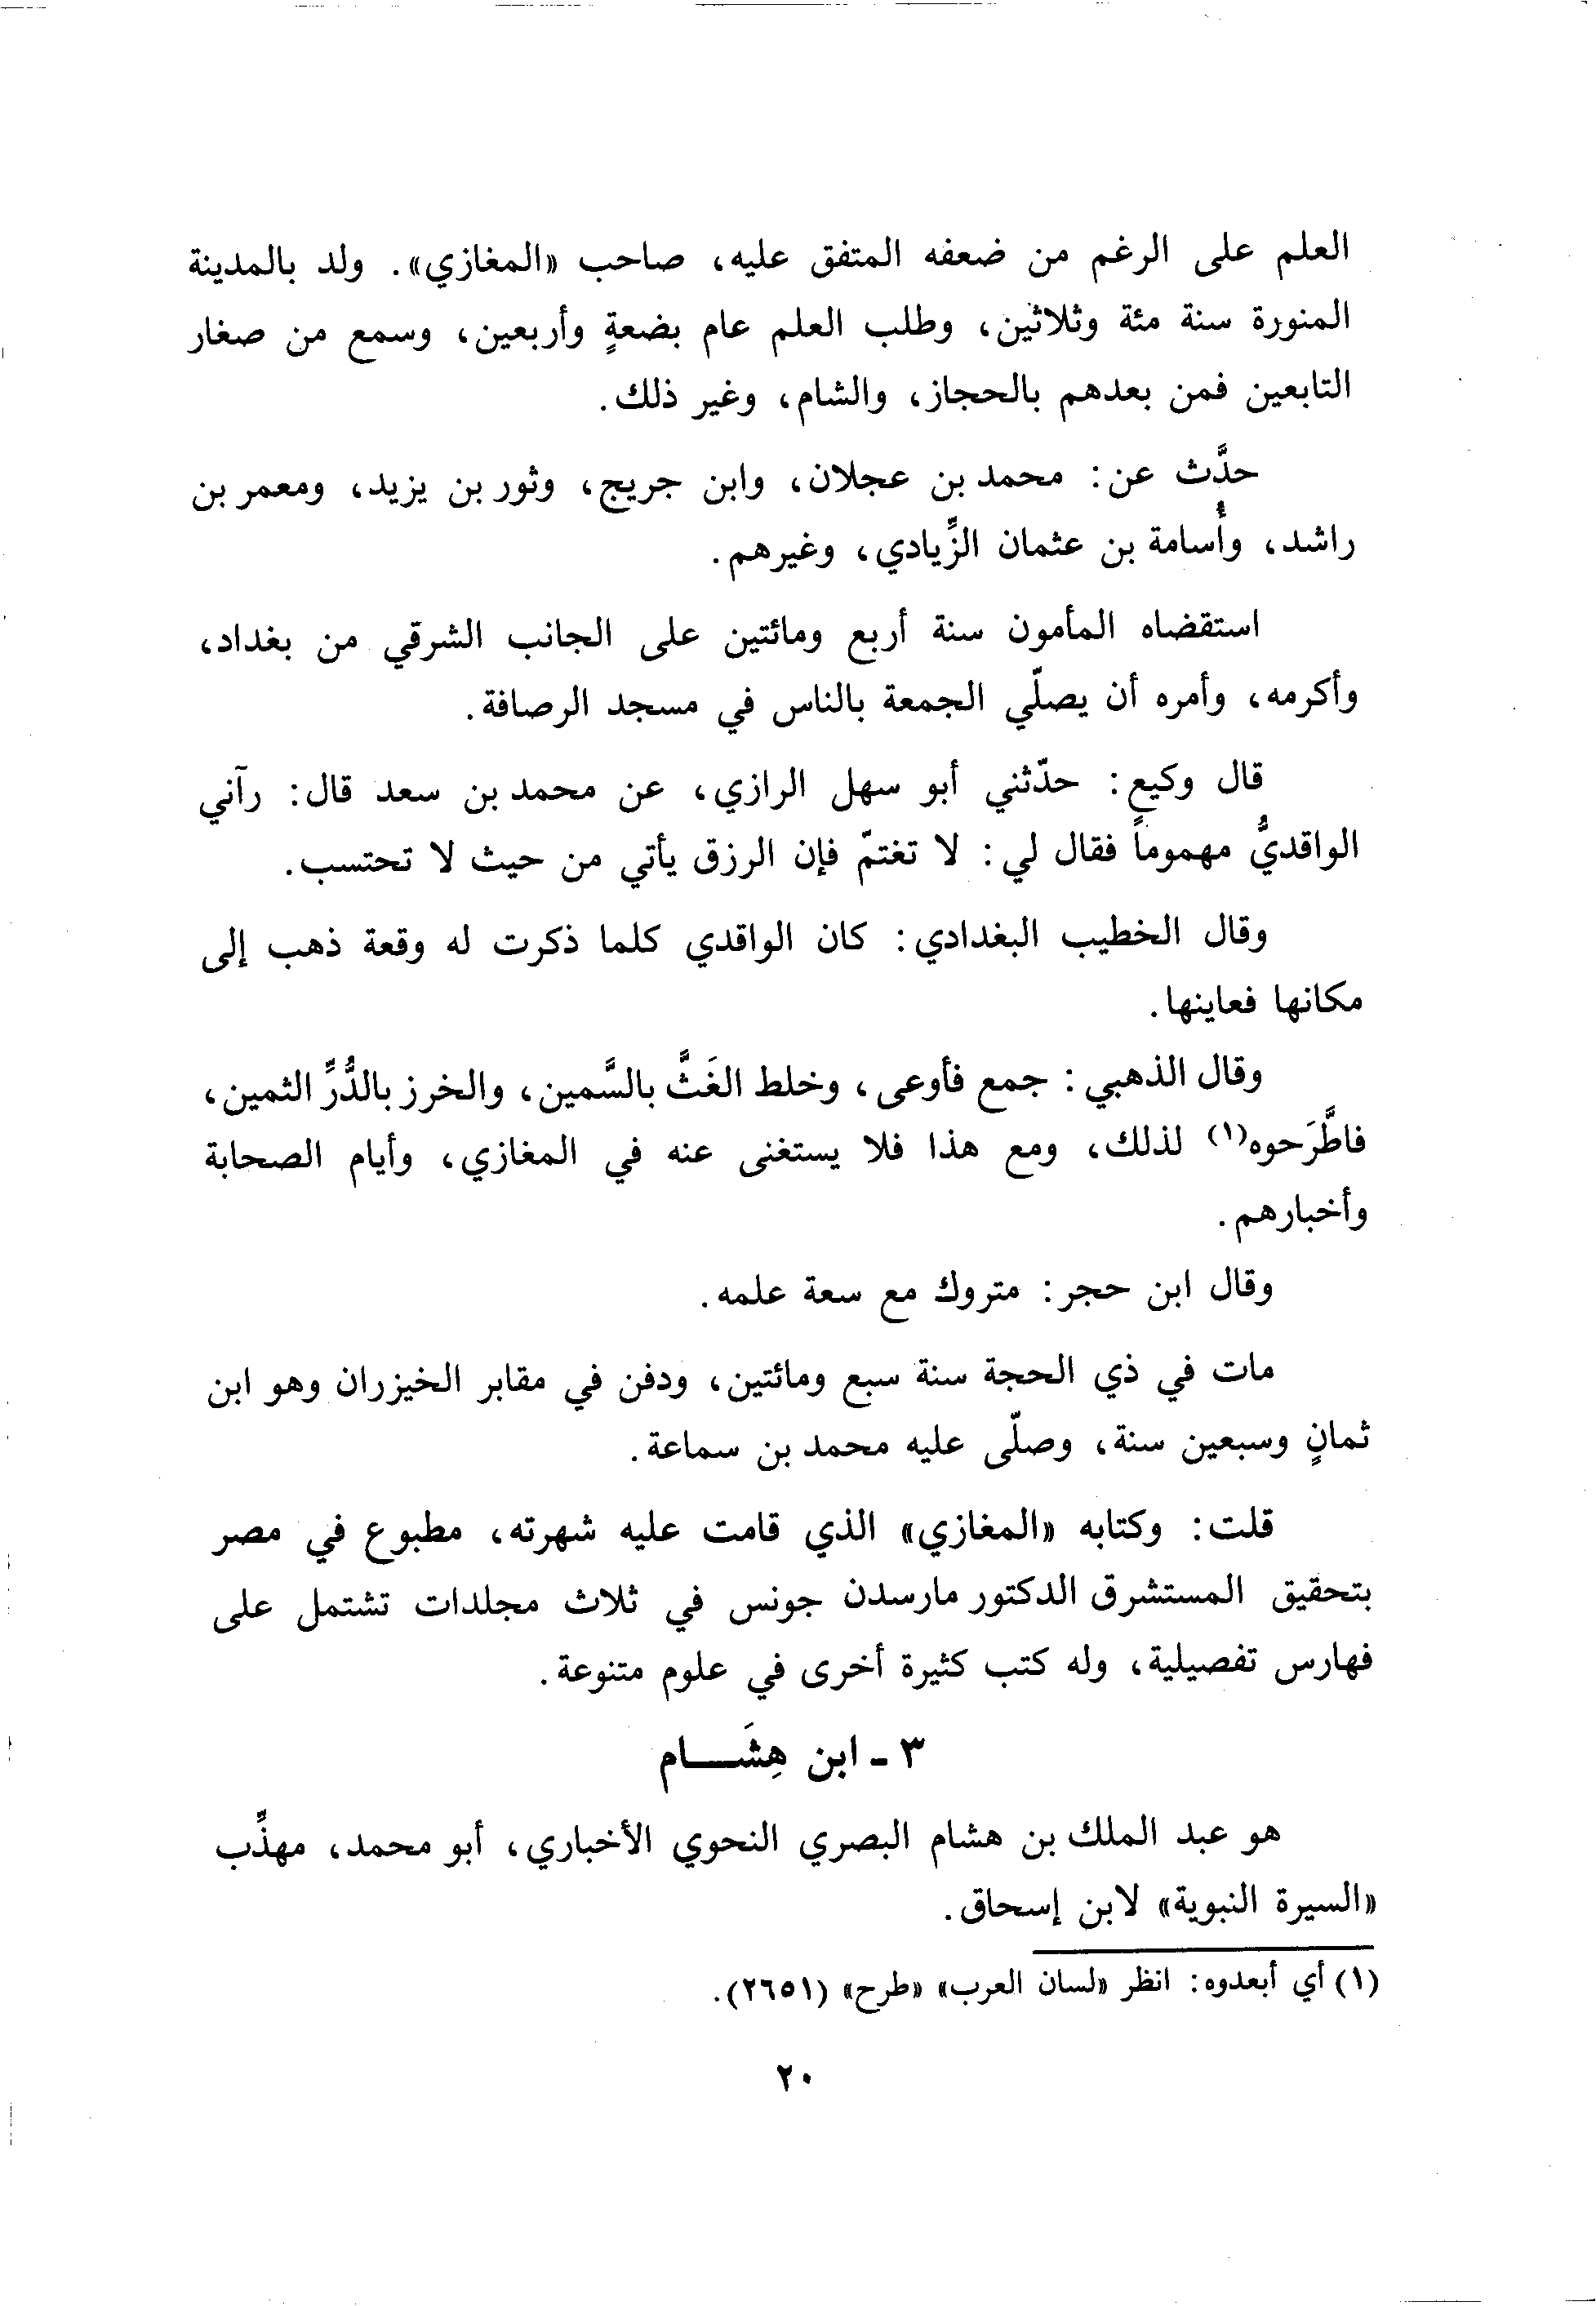 العلم على الرغم من ضعفه المتفق عليه، صاحب «المغازي». ولد بالمدينة
المنورة سنة مئة وثلاثين، وطلب العلم عام بضعةٍ وأربعين، وسمع من صغار
التابعين فمن بعدهم بالحجاز، والشام، وغير ذلك.
حدَّث عن: محمد بن عجلان، وابن جريج، وثور بن يزيد، ومعمر بن
راشد، وأُسامة بن عثمان الزِّيادي، وغيرهم.
استقضاه المأمون سنة أربع ومائتين على الجانب الشرقي من بغداد،
وأكرمه، وأمره أن يصلّي الجمعة بالناس في مسجد الرصافة.
قال وكيع: حدّثني أبو سهل الرازي، عن محمد بن سعد قال: رآني
الواقديُّ مهموماً فقال لي: لا تغتمّ فإن الرزق يأتي من حيث لا تحتسب.
وقال الخطيب البغدادي: كان الواقدي كلما ذكرت له وقعة ذهب إلى
مكانها فعاينها.
وقال الذهبي: جمع فأوعى، وخلط الغَثَّ بالسَّمين، والخرز بالدُّرِّ الثمين،
فاطَّرَحوه(١) لذلك، ومع هذا فلا يستغنى عنه في المغازي، وأيام الصحابة
وأخبارهم.
وقال ابن حجر: متروك مع سعة علمه.
مات في ذي الحجة سنة سبع ومائتين، ودفن في مقابر الخيزران وهو ابن
ثمانٍ وسبعين سنة، وصلّى عليه محمد بن سماعة.
قلت: وكتابه «المغازي» الذي قامت عليه شهرته، مطبوع في مصر
بتحقيق المستشرق الدكتور مارسدن جونس في ثلاث مجلدات تشتمل على
فهارس تفصيلية، وله كتب كثيرة أخرى في علوم متنوعة.
٣ - ابن هِشَـــام
هو عبد الملك بن هشام البصري النحوي الأخباري، أبو محمد، مهذِّب
«السيرة النبوية» لابن إسحاق.
(١) أي أبعدوه: انظر «لسان العرب» «طرح» (٢٦٥١).
٢٠